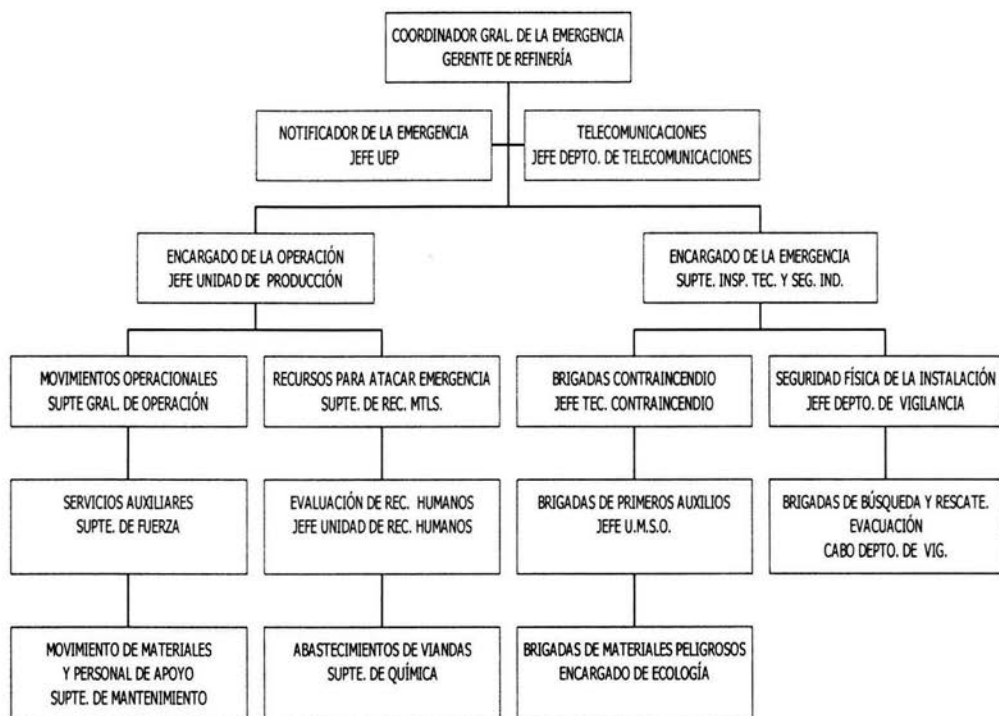 COORDINADOR GRAL. DE LA EMERGENCIA
GERENTE DE REFINERÍA
NOTIFICADOR DE LA EMERGENCIA
JEFE UEP
TELECOMUNICACIONES
JEFE DEPTO. DE TELECOMUNICACIONES
ENCARGADO DE LA OPERACIÓN
JEFE UNIDAD DE PRODUCCIÓN
ENCARGADO DE LA EMERGENCIA
SUPTE. INSP. TEC. Y SEG. IND.
MOVIMIENTOS OPERACIONALES
SUPTE GRAL. DE OPERACIÓN
RECURSOS PARA ATACAR EMERGENCIA
SUPTE. DE REC. MTLS.
BRIGADAS CONTRAINCENDIO
JEFE TEC. CONTRAINCENDIO
SEGURIDAD FÍSICA DE LA INSTALACIÓN
JEFE DEPTO. DE VIGILANCIA
SERVICIOS AUXILIARES
SUPTE. DE FUERZA
EVALUACIÓN DE REC. HUMANOS
JEFE UNIDAD DE REC. HUMANOS
BRIGADAS DE PRIMEROS AUXILIOS
JEFE U.M.S.O.
BRIGADAS DE BÚSQUEDA Y RESCATE.
EVACUACIÓN
CABO DEPTO. DE VIG.
MOVIMIENTO DE MATERIALES
Y PERSONAL DE APOYO
SUPTE. DE MANTENIMIENTO
ABASTECIMIENTOS DE VIANDAS
SUPTE. DE QUÍMICA
BRIGADAS DE MATERIALES PELIGROSOS
ENCARGADO DE ECOLOGÍA